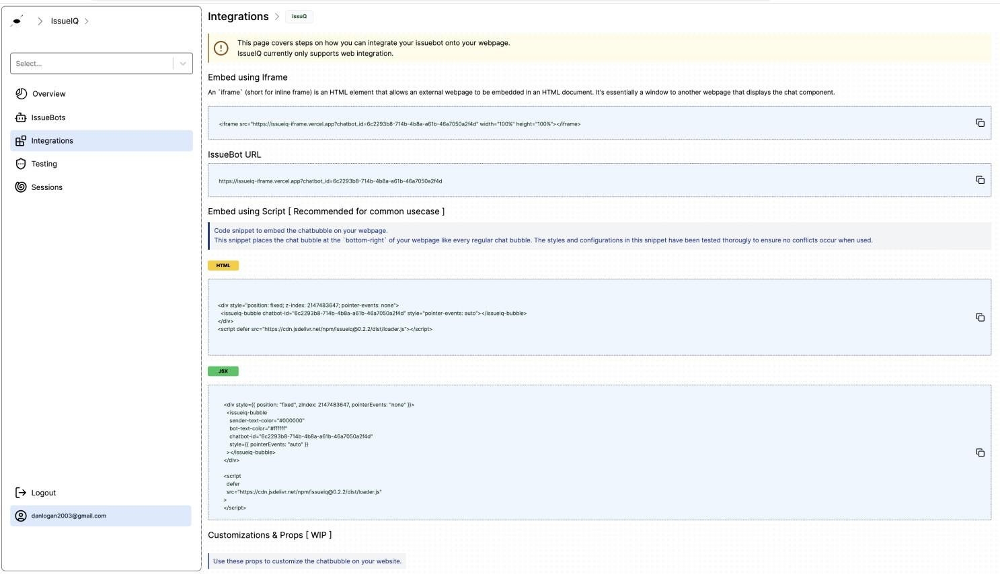 IssueIQ
Select...
Overview
IssueBots
Integrations
Testing
Sessions
Logout
danlogan2003@gmail.com
Integrations
issuQ
This page covers steps on how you can integrate your issuebot onto your webpage.
IssueIQ currently only supports web integration.
Embed using Iframe
An `iframe` (short for inline frame) is an HTML element that allows an external webpage to be embedded in an HTML document. It's essentially a window to another webpage that displays the chat component.
<iframe src="https://issueiq-iframe.vercel.app?chatbot_id=6c2293b8-714b-4b8a-a61b-46a7050a2f4d" width="100%" height="100%"></iframe>
IssueBot URL
https://issueiq-iframe.vercel.app?chatbot_id=6c2293b8-714b-4b8a-a61b-46a7050a2f4d
Embed using Script [ Recommended for common usecase ]
Code snippet to embed the chatbubble on your webpage.
This snippet places the chat bubble at the `bottom-right` of your webpage like every regular chat bubble. The styles and configurations in this snippet have been tested thorougly to ensure no conflicts occur when used.
HTML
<div style="position: fixed; z-index: 2147483647; pointer-events: none">
<issueiq-bubble chatbot-id="6c2293b8-714b-4b8a-a61b-46a7050a2f4d" style="pointer-events: auto"></issueiq-bubble>
</div>
<script defer src="https://cdn.jsdelivr.net/npm/issueiq@0.2.2/dist/loader.js"></script>
JSX
<div style={{ position: "fixed", zIndex: 2147483647, pointerEvents: "none" }}>
<issueiq-bubble
sender-text-color="#000000"
bot-text-color="#ffffff"
chatbot-id="6c2293b8-714b-4b8a-a61b-46a7050a2f4d"
style={{ pointerEvents: "auto" }}
></issueiq-bubble>
</div>
<script
defer
src="https://cdn.jsdelivr.net/npm/issueiq@0.2.2/dist/loader.js"
>
</script>
Customizations & Props [ WIP ]
Use these props to customize the chatbubble on your website.